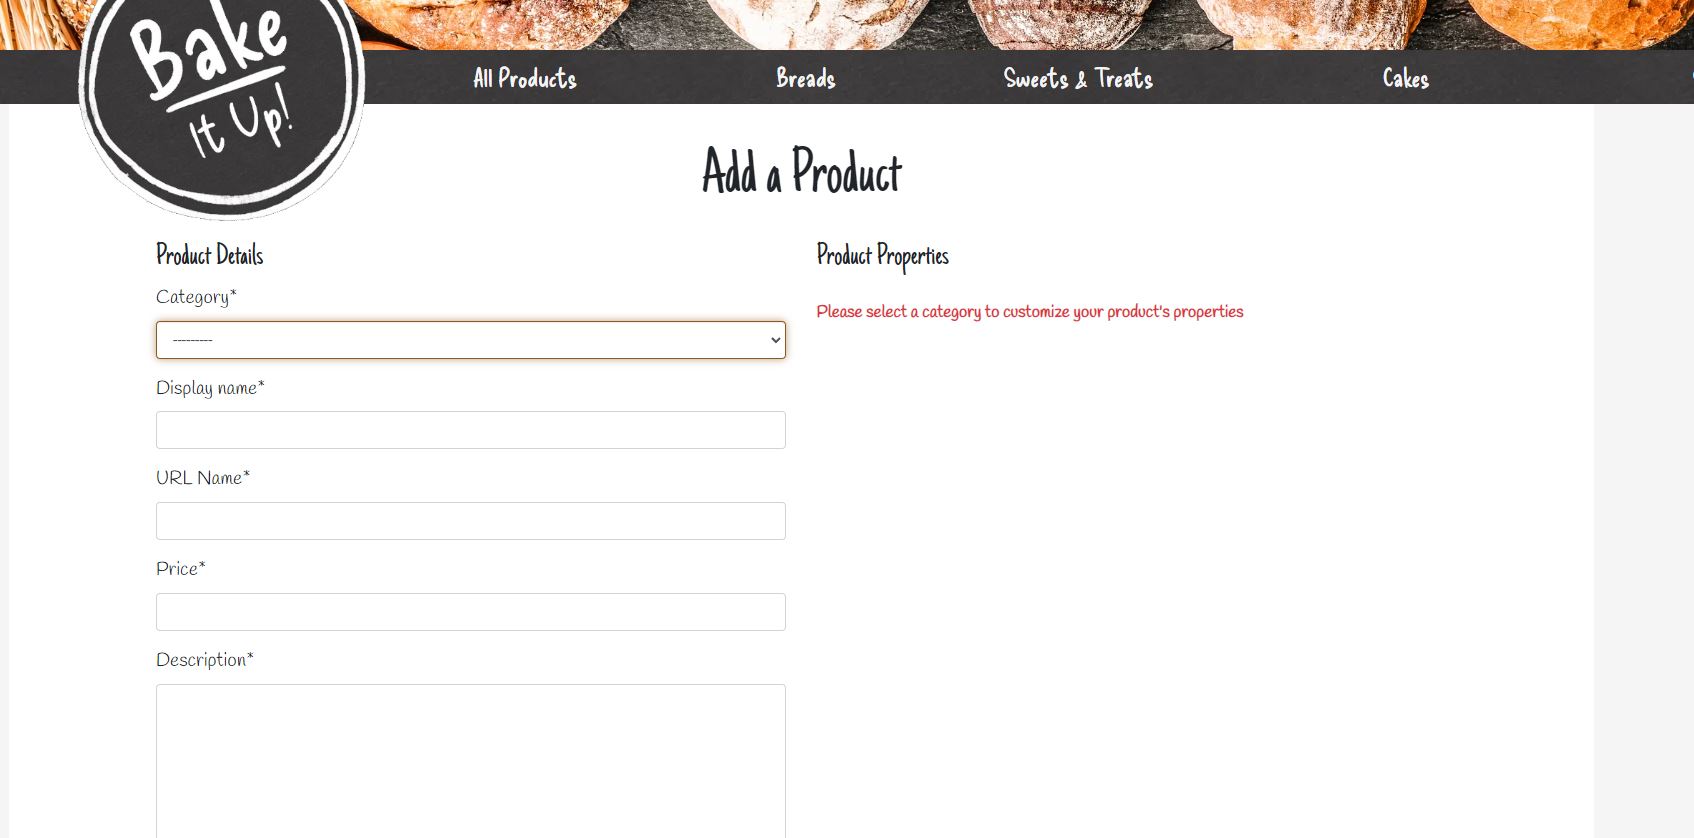 Bake
It Up!
All Products
Breads
Sweets & Treats
Cakes
Add a Product
Product Details
Category*
---------
Display name*
URL Name*
Price*
Description*
Product Properties
Please select a category to customize your product's properties